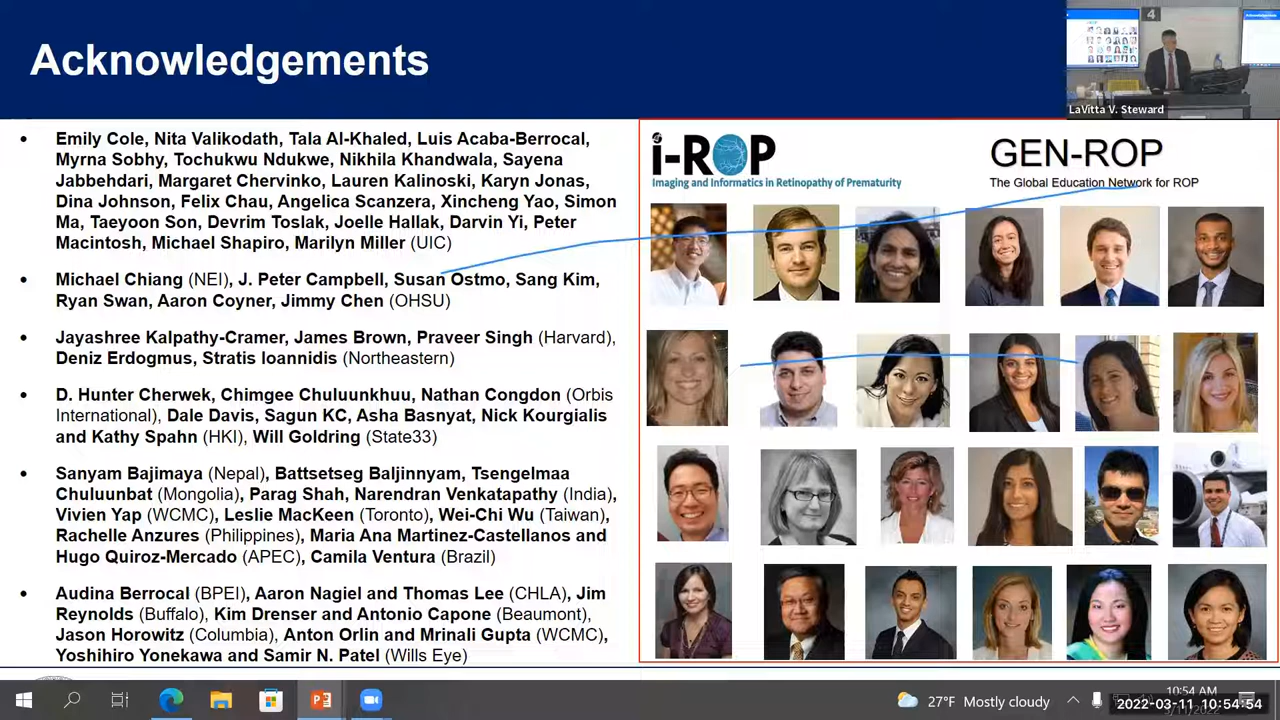 Acknowledgements
4
LaVitta V. Steward
• Emily Cole, Nita Valikodath, Tala Al-Khaled, Luis Acaba-Berrocal,
Myrna Sobhy, Tochukwu Ndukwe, Nikhila Khandwala, Sayena
Jabbehdari, Margaret Chervinko, Lauren Kalinoski, Karyn Jonas,
Dina Johnson, Felix Chau, Angelica Scanzera, Xincheng Yao, Simon
Ma, Taeyoon Son, Devrim Toslak, Joelle Hallak, Darvin Yi, Peter
Macintosh, Michael Shapiro, Marilyn Miller (UIC)
• Michael Chiang (NEI), J. Peter Campbell, Susan Ostmo, Sang Kim,
Ryan Swan, Aaron Coyner, Jimmy Chen (OHSU)
• Jayashree Kalpathy-Cramer, James Brown, Praveer Singh (Harvard),
Deniz Erdogmus, Stratis Ioannidis (Northeastern)
• D. Hunter Cherwek, Chimgee Chuluunkhuu, Nathan Congdon (Orbis
International), Dale Davis, Sagun KC, Asha Basnyat, Nick Kourgialis
and Kathy Spahn (HKI), Will Goldring (State33)
• Sanyam Bajimaya (Nepal), Battsetseg Baljinnyam, Tsengelmaa
Chuluunbat (Mongolia), Parag Shah, Narendran Venkatapathy (India),
Vivien Yap (WCMC), Leslie MacKeen (Toronto), Wei-Chi Wu (Taiwan),
Rachelle Anzures (Philippines), Maria Ana Martinez-Castellanos and
Hugo Quiroz-Mercado (APEC), Camila Ventura (Brazil)
• Audina Berrocal (BPEI), Aaron Nagiel and Thomas Lee (CHLA), Jim
Reynolds (Buffalo), Kim Drenser and Antonio Capone (Beaumont),
Jason Horowitz (Columbia), Anton Orlin and Mrinali Gupta (WCMC),
Yoshihiro Yonekawa and Samir N. Patel (Wills Eye)
i-ROP
Imaging and Informatics in Retinopathy of Prematurity
GEN-ROP
The Global Education Network for ROP
27°F Mostly cloudy
10:54 AM
2022-03-11 10:54:54